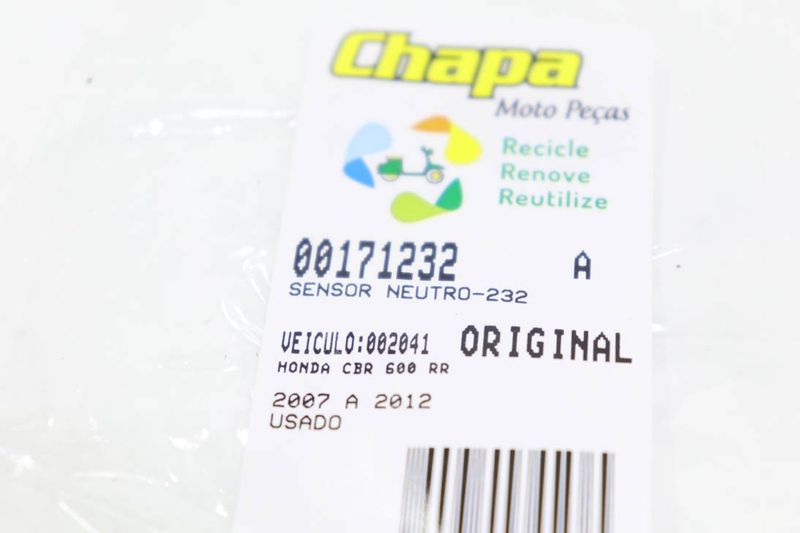 Chapa
Moto Peças
Recicle
Renove
Reutilize
00171232 A
SENSOR NEUTRO-232
VEICULO:002041 ORIGINAL
HONDA CBR 600 RR
2007 A 2012
USADO